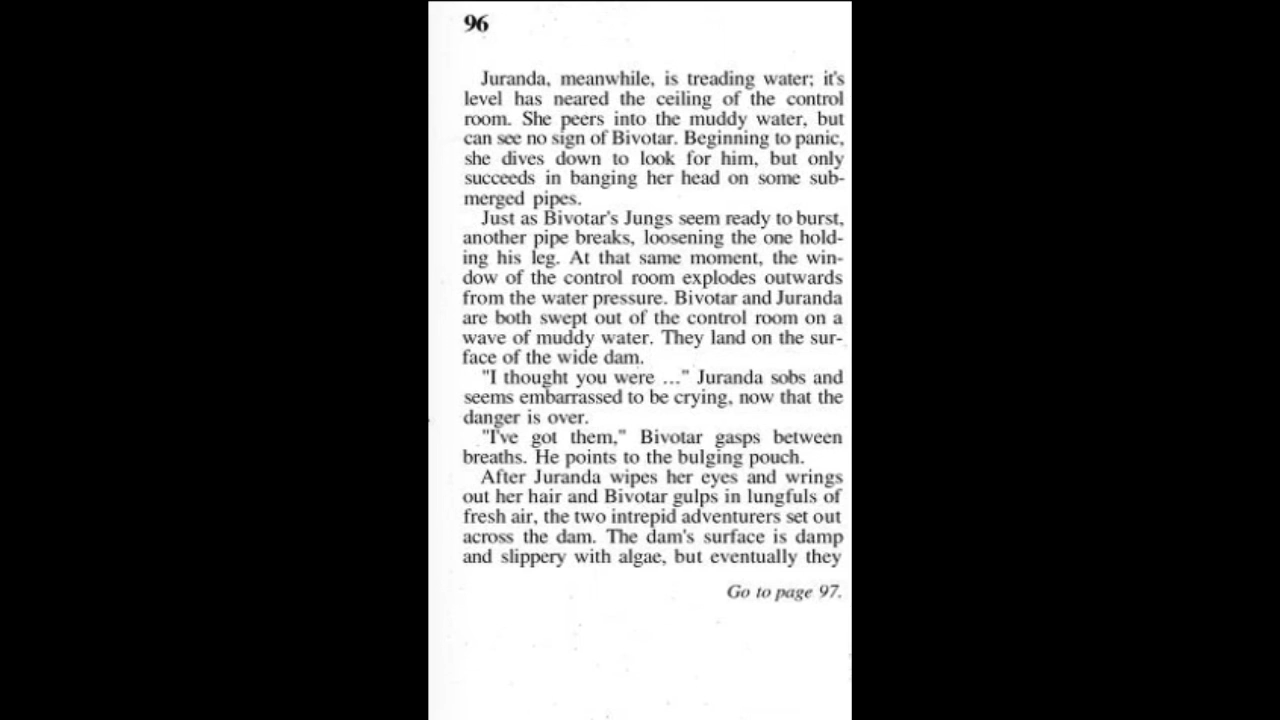 96
Juranda, meanwhile, is treading water; it's
level has neared the ceiling of the control
room. She peers into the muddy water, but
can see no sign of Bivotar. Beginning to panic,
she dives down to look for him, but only
succeeds in banging her head on some sub-
merged pipes.
Just as Bivotar's Jungs seem ready to burst,
another pipe breaks, loosening the one hold-
ing his leg. At that same moment, the win-
dow of the control room explodes outwards
from the water pressure. Bivotar and Juranda
are both swept out of the control room on a
wave of muddy water. They land on the sur-
face of the wide dam.
"I thought you were ..." Juranda sobs and
seems embarrassed to be crying, now that the
danger is over.
"I've got them," Bivotar gasps between
breaths. He points to the bulging pouch.
After Juranda wipes her eyes and wrings
out her hair and Bivotar gulps in lungfuls of
fresh air, the two intrepid adventurers set out
across the dam. The dam's surface is damp
and slippery with algae, but eventually they
Go to page 97.